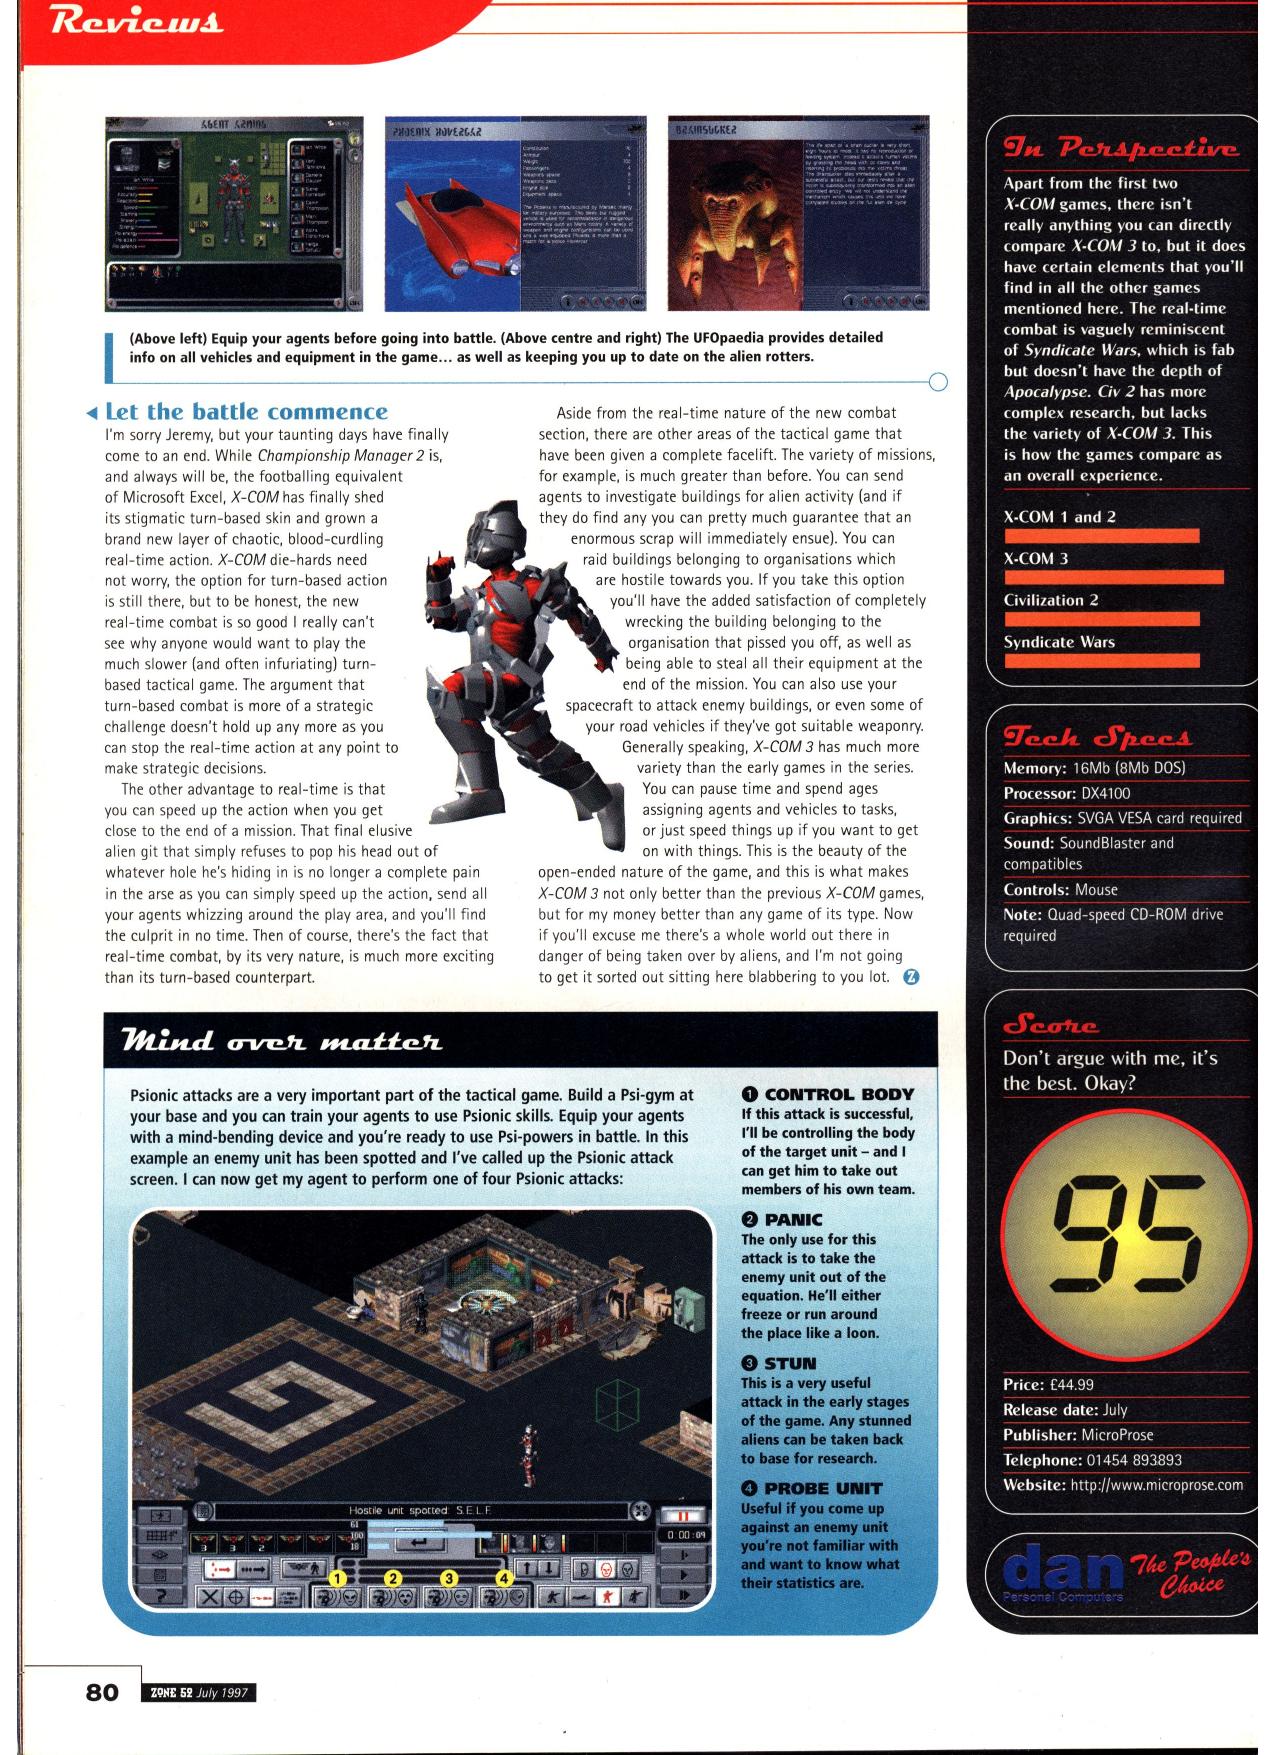 Reviews
AGENT ARMING
PHOENIX HOVERCAR
BRAINSUCKER
(Above left) Equip your agents before going into battle. (Above centre and right) The UFOpaedia provides detailed
info on all vehicles and equipment in the game... as well as keeping you up to date on the alien rotters.
Let the battle commence
I'm sorry Jeremy, but your taunting days have finally
come to an end. While Championship Manager 2 is,
and always will be, the footballing equivalent
of Microsoft Excel, X-COM has finally shed
its stigmatic turn-based skin and grown a
brand new layer of chaotic, blood-curdling
real-time action. X-COM die-hards need
not worry, the option for turn-based action
is still there, but to be honest, the new
real-time combat is so good I really can't
see why anyone would want to play the
much slower (and often infuriating) turn-
based tactical game. The argument that
turn-based combat is more of a strategic
challenge doesn't hold up any more as you
can stop the real-time action at any point to
make strategic decisions.
The other advantage to real-time is that
you can speed up the action when you get
close to the end of a mission. That final elusive
alien git that simply refuses to pop his head out of
whatever hole he's hiding in is no longer a complete pain
in the arse as you can simply speed up the action, send all
your agents whizzing around the play area, and you'll find
the culprit in no time. Then of course, there's the fact that
real-time combat, by its very nature, is much more exciting
than its turn-based counterpart.
Aside from the real-time nature of the new combat
section, there are other areas of the tactical game that
have been given a complete facelift. The variety of missions,
for example, is much greater than before. You can send
agents to investigate buildings for alien activity (and if
they do find any you can pretty much guarantee that an
enormous scrap will immediately ensue). You can
raid buildings belonging to organisations which
are hostile towards you. If you take this option
you'll have the added satisfaction of completely
wrecking the building belonging to the
organisation that pissed you off, as well as
being able to steal all their equipment at the
end of the mission. You can also use your
spacecraft to attack enemy buildings, or even some of
your road vehicles if they've got suitable weaponry.
Generally speaking, X-COM 3 has much more
variety than the early games in the series.
You can pause time and spend ages
assigning agents and vehicles to tasks,
or just speed things up if you want to get
on with things. This is the beauty of the
open-ended nature of the game, and this is what makes
X-COM 3 not only better than the previous X-COM games,
but for my money better than any game of its type. Now
if you'll excuse me there's a whole world out there in
danger of being taken over by aliens, and I'm not going
to get it sorted out sitting here blabbering to you lot. Z
Mind over matter
Psionic attacks are a very important part of the tactical game. Build a Psi-gym at
your base and you can train your agents to use Psionic skills. Equip your agents
with a mind-bending device and you're ready to use Psi-powers in battle. In this
example an enemy unit has been spotted and I've called up the Psionic attack
screen. I can now get my agent to perform one of four Psionic attacks:
Hostile unit spotted: S.E.L.F.
61
100
18
0:00:09
3 3 2
1 2 3 4
1 CONTROL BODY
If this attack is successful,
I'll be controlling the body
of the target unit – and I
can get him to take out
members of his own team.
2 PANIC
The only use for this
attack is to take the
enemy unit out of the
equation. He'll either
freeze or run around
the place like a loon.
3 STUN
This is a very useful
attack in the early stages
of the game. Any stunned
aliens can be taken back
to base for research.
4 PROBE UNIT
Useful if you come up
against an enemy unit
you're not familiar with
and want to know what
their statistics are.
In Perspective
Apart from the first two
X-COM games, there isn't
really anything you can directly
compare X-COM 3 to, but it does
have certain elements that you'll
find in all the other games
mentioned here. The real-time
combat is vaguely reminiscent
of Syndicate Wars, which is fab
but doesn't have the depth of
Apocalypse. Civ 2 has more
complex research, but lacks
the variety of X-COM 3. This
is how the games compare as
an overall experience.
X-COM 1 and 2
X-COM 3
Civilization 2
Syndicate Wars
Tech Specs
Memory: 16Mb (8Mb DOS)
Processor: DX4100
Graphics: SVGA VESA card required
Sound: SoundBlaster and
compatibles
Controls: Mouse
Note: Quad-speed CD-ROM drive
required
Score
Don't argue with me, it's
the best. Okay?
95
Price: £44.99
Release date: July
Publisher: MicroProse
Telephone: 01454 893893
Website: http://www.microprose.com
dan
Personal Computers
The People's
Choice
80
ZONE 52 July 1997